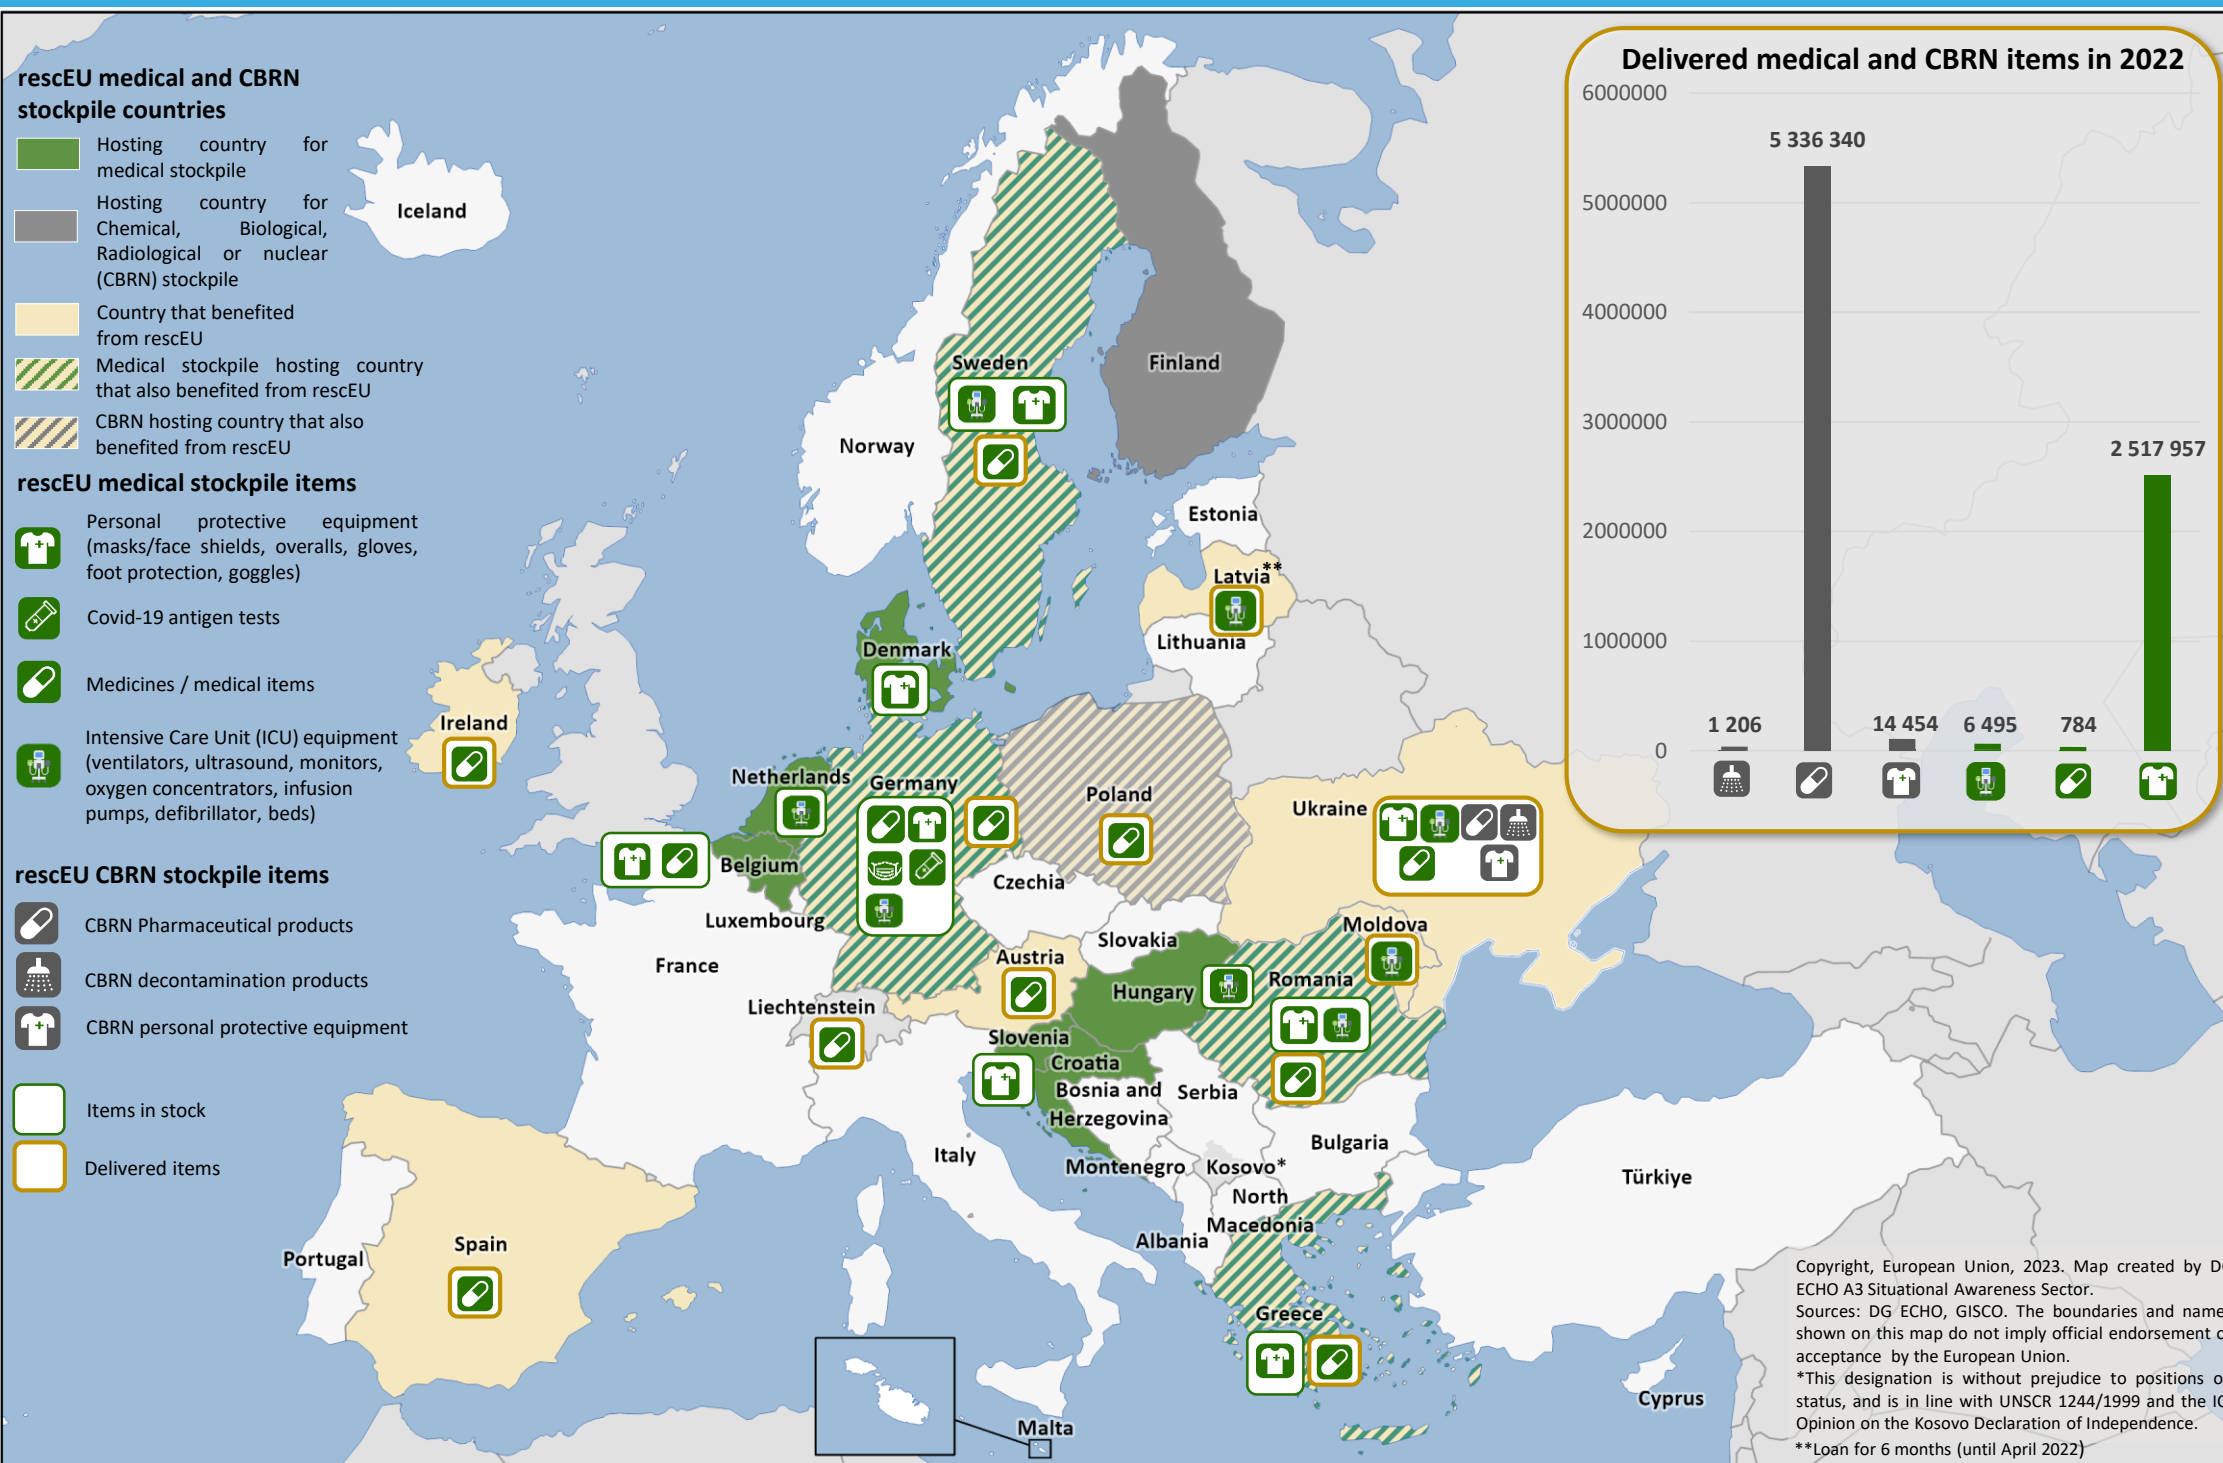 rescEU medical and CBRN
stockpile countries
Hosting country for
medical stockpile
Hosting country for
Chemical, Biological,
Radiological or nuclear
(CBRN) stockpile
Country that benefited
from rescEU
Medical stockpile hosting country
that also benefited from rescEU
CBRN hosting country that also
benefited from rescEU
rescEU medical stockpile items
Personal protective equipment
(masks/face shields, overalls, gloves,
foot protection, goggles)
Covid-19 antigen tests
Medicines / medical items
Intensive Care Unit (ICU) equipment
(ventilators, ultrasound, monitors,
oxygen concentrators, infusion
pumps, defibrillator, beds)
rescEU CBRN stockpile items
CBRN Pharmaceutical products
CBRN decontamination products
CBRN personal protective equipment
Items in stock
Delivered items
Iceland
Sweden
Finland
Norway
Estonia
Latvia**
Lithuania
Denmark
Ireland
Netherlands
Germany
Poland
Ukraine
Belgium
Czechia
Luxembourg
Moldova
Slovakia
France
Austria
Romania
Hungary
Liechtenstein
Slovenia
Croatia
Bosnia and
Herzegovina
Serbia
Bulgaria
Italy
Montenegro
Kosovo*
North
Macedonia
Türkiye
Albania
Spain
Portugal
Greece
Cyprus
Malta
Delivered medical and CBRN items in 2022
6000000
5000000
4000000
3000000
2000000
1000000
0
1 206
5 336 340
14 454
6 495
784
2 517 957
Copyright, European Union, 2023. Map created by D
ECHO A3 Situational Awareness Sector.
Sources: DG ECHO, GISCO. The boundaries and name
shown on this map do not imply official endorsement o
acceptance by the European Union.
*This designation is without prejudice to positions o
status, and is in line with UNSCR 1244/1999 and the IC
Opinion on the Kosovo Declaration of Independence.
**Loan for 6 months (until April 2022)